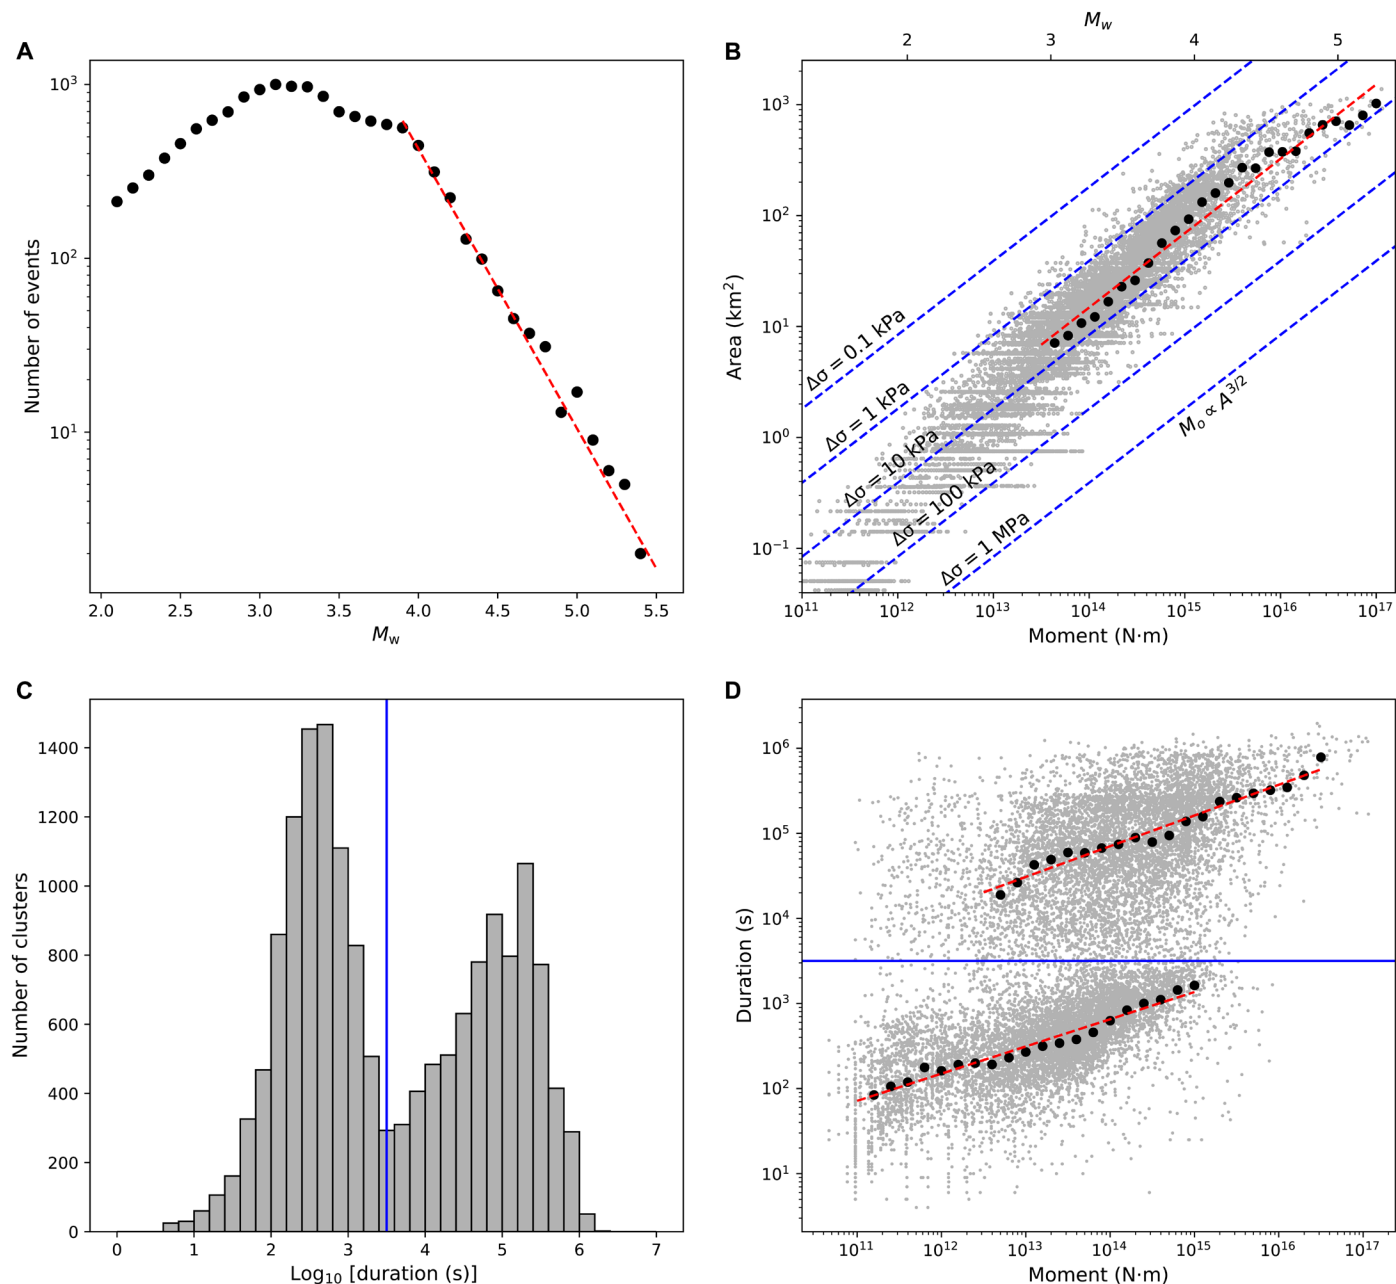 A
10³
10²
10¹
Number of events
2.0 2.5 3.0 3.5 4.0 4.5 5.0 5.5
M_w
B
M_w
2 3 4 5
10³
10²
10¹
10⁰
10⁻¹
Area (km²)
Δσ = 0.1 kPa
Δσ = 1 kPa
Δσ = 10 kPa
Δσ = 100 kPa
Δσ = 1 MPa
M_o ∝ A^{3/2}
10¹¹ 10¹² 10¹³ 10¹⁴ 10¹⁵ 10¹⁶ 10¹⁷
Moment (N·m)
C
1400
1200
1000
800
600
400
200
0
Number of clusters
0 1 2 3 4 5 6 7
Log₁₀ [duration (s)]
D
10⁶
10⁵
10⁴
10³
10²
10¹
Duration (s)
10¹¹ 10¹² 10¹³ 10¹⁴ 10¹⁵ 10¹⁶ 10¹⁷
Moment (N·m)